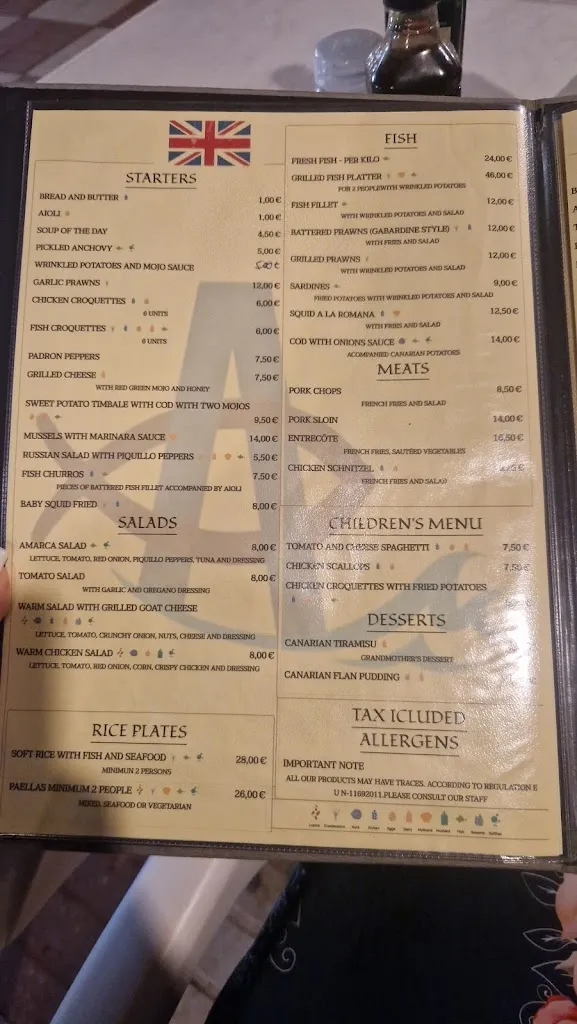 STARTERS
BREAD AND BUTTER 1,00 €
AIOLI 1,00 €
SOUP OF THE DAY 4,50 €
PICKLED ANCHOVY 5,00 €
WRINKLED POTATOES AND MOJO SAUCE
GARLIC PRAWNS 12,00 €
CHICKEN CROQUETTES 6,00 €
6 UNITS
FISH CROQUETTES 6,00 €
6 UNITS
PADRON PEPPERS 7,50 €
GRILLED CHEESE 7,50 €
WITH RED GREEN MOJO AND HONEY
SWEET POTATO TIMBALE WITH COD WITH TWO MOJOS
9,50 €
MUSSELS WITH MARINARA SAUCE 14,00 €
RUSSIAN SALAD WITH PIQUILLO PEPPERS 5,50 €
FISH CHURROS 7,50 €
PIECES OF BATTERED FISH FILLET ACCOMPANIED BY AIOLI
BABY SQUID FRIED 8,00 €
SALADS
AMARCA SALAD 8,00 €
LETTUCE, TOMATO, RED ONION, PIQUILLO PEPPERS, TUNA AND DRESSING
TOMATO SALAD 8,00 €
WITH GARLIC AND OREGANO DRESSING
WARM SALAD WITH GRILLED GOAT CHEESE
LETTUCE, TOMATO, CRUNCHY ONION, NUTS, CHEESE AND DRESSING
WARM CHICKEN SALAD 8,00 €
LETTUCE, TOMATO, RED ONION, CORN, CRISPY CHICKEN AND DRESSING
RICE PLATES
SOFT RICE WITH FISH AND SEAFOOD 28,00 €
MINIMUN 2 PERSONS
PAELLAS MINIMUM 2 PEOPLE 26,00 €
MIXED, SEAFOOD OR VEGETARIAN
FISH
FRESH FISH - PER KILO 24,00 €
GRILLED FISH PLATTER 46,00 €
FOR 2 PEOPLEWITH WRINKLED POTATOES
FISH FILLET 12,00 €
WITH WRINKLED POTATOES AND SALAD
BATTERED PRAWNS (GABARDINE STYLE) 12,00 €
WITH FRIES AND SALAD
GRILLED PRAWNS 12,00 €
WITH WRINKLED POTATOES AND SALAD
SARDINES 9,00 €
FRIED POTATOES WITH WRINKLED POTATOES AND SALAD
SQUID A LA ROMANA 12,50 €
WITH FRIES AND SALAD
COD WITH ONIONS SAUCE 14,00 €
ACOMPANIED CANARIAN POTATOES
MEATS
PORK CHOPS 8,50 €
FRENCH FRIES AND SALAD
PORK SLOIN 14,00 €
ENTRECÔTE 16,50 €
FRENCH FRIES, SAUTÉED VEGETABLES
CHICKEN SCHNITZEL
FRENCH FRIES AND SALAD
CHILDREN'S MENU
TOMATO AND CHEESE SPAGHETTI 7,50 €
CHICKEN SCALLOPS 7,50 €
CHICKEN CROQUETTES WITH FRIED POTATOES
DESSERTS
CANARIAN TIRAMISU
GRANDMOTHER'S DESSERT
CANARIAN FLAN PUDDING
TAX ICLUDED
ALLERGENS
IMPORTANT NOTE
ALL OUR PRODUCTS MAY HAVE TRACES. ACCORDING TO REGULATION E
U N-11692011.PLEASE CONSULT OUR STAFF